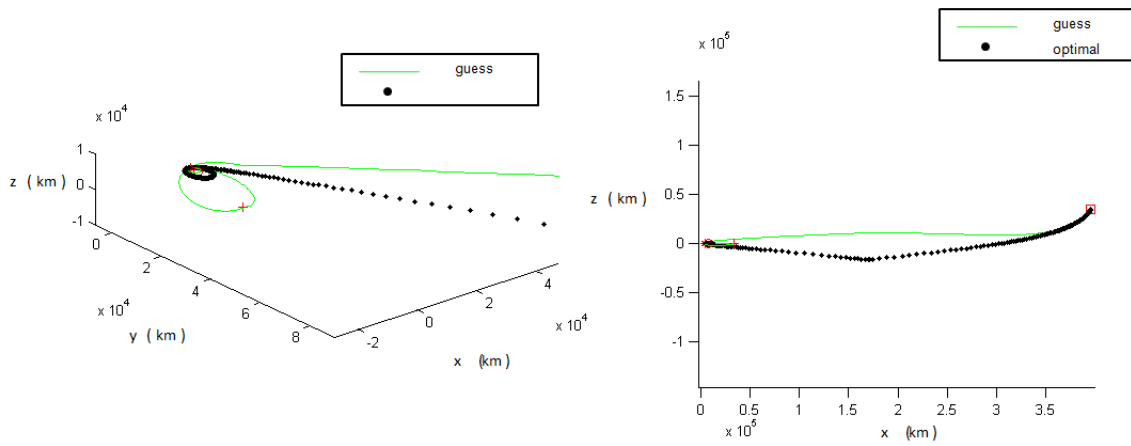 guess
x 10^4
1
0
-1
z ( km )
0
2
4
6
8
x 10^4
y ( km )
-2
0
2
4
x 10^4
x (km)
guess
optimal
x 10^5
1.5
1
0.5
0
-0.5
-1
z ( km )
0 0.5 1 1.5 2 2.5 3 3.5
x 10^5
x (km)